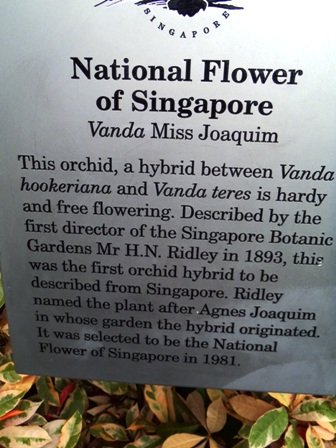 SINGAPORE
National Flower
of Singapore
Vanda Miss Joaquim
This orchid, a hybrid between Vanda
hookeriana and Vanda teres is hardy
and free flowering. Described by the
first director of the Singapore Botanic
Gardens Mr H.N. Ridley in 1893, this
was the first orchid hybrid to be
described from Singapore. Ridley
named the plant after Agnes Joaquim
in whose garden the hybrid originated.
It was selected to be the National
Flower of Singapore in 1981.